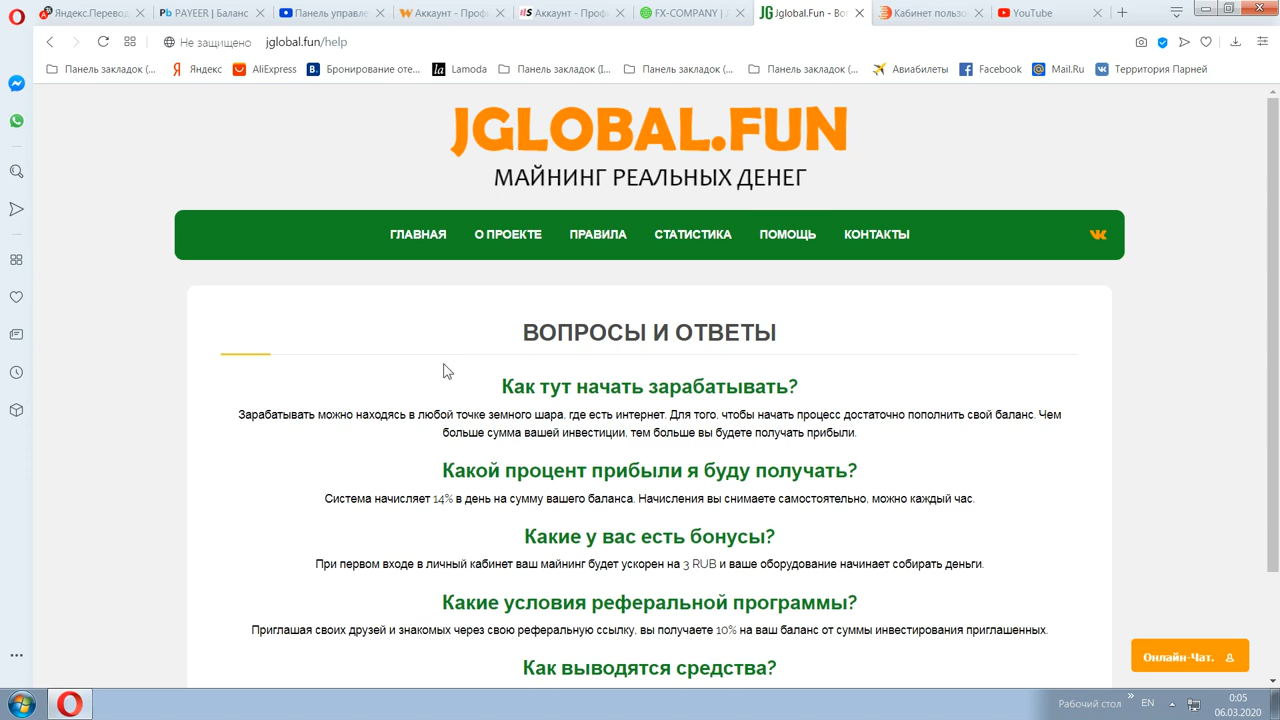 Яндекс.Перевод
PAYEER | Баланс
Панель управле
Аккаунт - Профи
Аккаунт - Профи
FX-COMPANY |
Jglobal.Fun - Воп
Кабинет пользо
YouTube
Не защищено jglobal.fun/help
Панель закладок (...
Яндекс
AliExpress
Бронирование оте...
Lamoda
Панель закладок (I...
Панель закладок (...
Панель закладок (...
Авиабилеты
Facebook
Mail.Ru
Территория Парней
JGLOBAL.FUN
МАЙНИНГ РЕАЛЬНЫХ ДЕНЕГ
ГЛАВНАЯ О ПРОЕКТЕ ПРАВИЛА СТАТИСТИКА ПОМОЩЬ КОНТАКТЫ
ВОПРОСЫ И ОТВЕТЫ
Как тут начать зарабатывать?
Зарабатывать можно находясь в любой точке земного шара, где есть интернет. Для того, чтобы начать процесс достаточно пополнить свой баланс. Чем
больше сумма вашей инвестиции, тем больше вы будете получать прибыли.
Какой процент прибыли я буду получать?
Система начисляет 14% в день на сумму вашего баланса. Начисления вы снимаете самостоятельно, можно каждый час.
Какие у вас есть бонусы?
При первом входе в личный кабинет ваш майнинг будет ускорен на 3 RUB и ваше оборудование начинает собирать деньги.
Какие условия реферальной программы?
Приглашая своих друзей и знакомых через свою реферальную ссылку, вы получаете 10% на ваш баланс от суммы инвестирования приглашенных.
Как выводятся средства?
Онлайн-Чат.
Рабочий стол
EN
0:05
06.03.2020